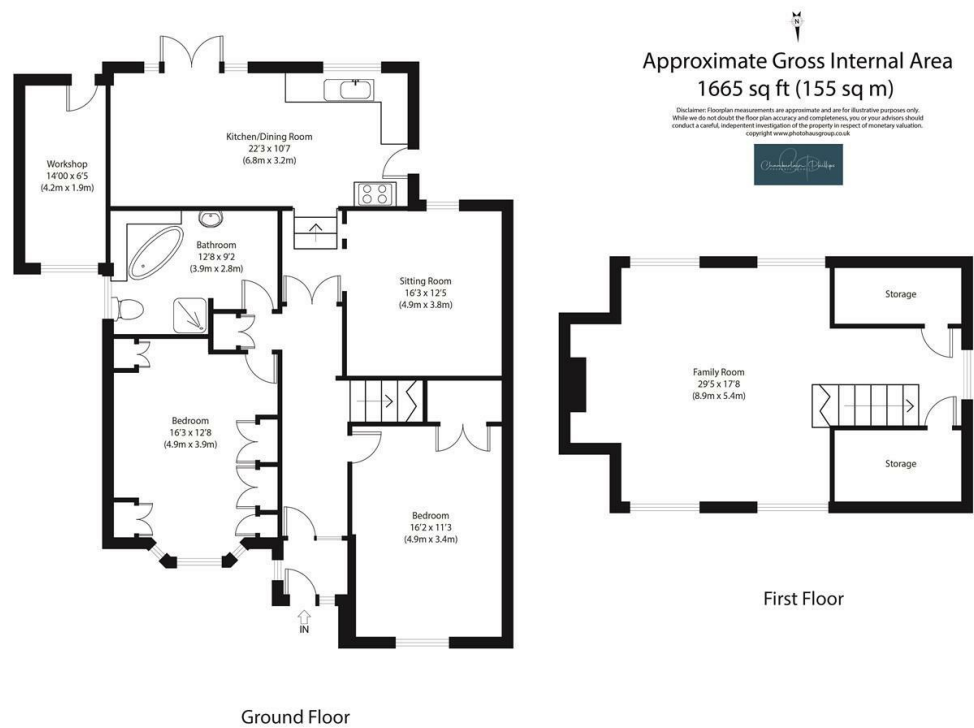 N
Approximate Gross Internal Area
1665 sq ft (155 sq m)
Disclaimer: Floorplan measurements are approximate and are for illustrative purposes only.
While we do not doubt the floor plan accuracy and completeness, you or your advisors should
conduct a careful, indepentent investigation of the property in respect of monetary valuation.
copyright www.photohausgroup.co.uk
Chamberlain Phillips
Kitchen/Dining Room
22'3 x 10'7
(6.8m x 3.2m)
Workshop
14'00 x 6'5
(4.2m x 1.9m)
Bathroom
12'8 x 9'2
(3.9m x 2.8m)
Sitting Room
16'3 x 12'5
(4.9m x 3.8m)
Bedroom
16'3 x 12'8
(4.9m x 3.9m)
Bedroom
16'2 x 11'3
(4.9m x 3.4m)
IN
Ground Floor
Storage
Family Room
29'5 x 17'8
(8.9m x 5.4m)
Storage
First Floor